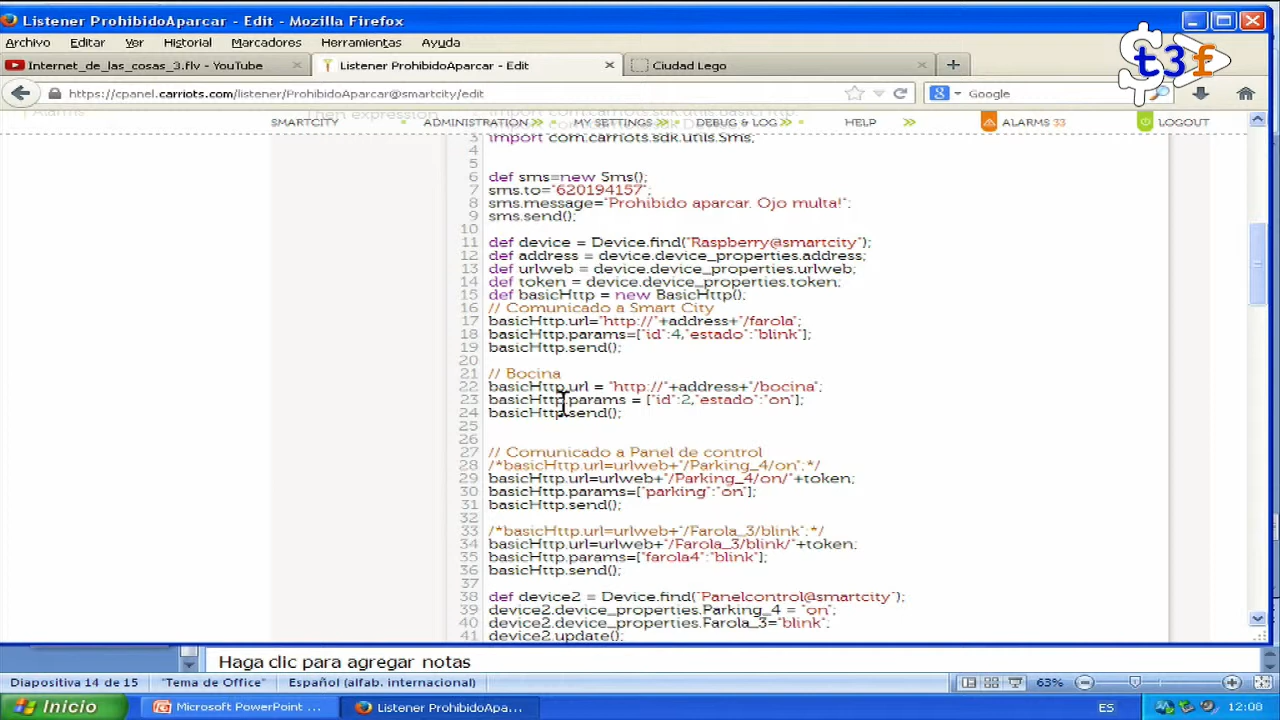 Listener ProhibidoAparcar - Edit - Mozilla Firefox
Archivo Editar Ver Historial Marcadores Herramientas Ayuda
Internet_de_las_cosas_3.flv - YouTube
Listener ProhibidoAparcar - Edit
Ciudad Lego
t3f
https://cpanel.carriots.com/listener/ProhibidoAparcar@smartcity/edit
Google
Alarms
Then expression
SMARTCITY ADMINISTRATION MY SETTINGS DEBUG & LOG HELP ALARMS 33 LOGOUT
3 import com.carriots.sdk.utils.Sms;
4
5
6 def sms=new Sms();
7 sms.to="620194157";
8 sms.message="Prohibido aparcar. Ojo multa!";
9 sms.send();
10
11 def device = Device.find("Raspberry@smartcity");
12 def address = device.device_properties.address;
13 def urlweb = device.device_properties.urlweb;
14 def token = device.device_properties.token;
15 def basicHttp = new BasicHttp();
16 // Comunicado a Smart City
17 basicHttp.url="http://"+address+"/farola";
18 basicHttp.params=["id":4,"estado":"blink"];
19 basicHttp.send();
20
21 // Bocina
22 basicHttp.url = "http://"+address+"/bocina";
23 basicHttp.params = ["id":2,"estado":"on"];
24 basicHttp.send();
25
26
27 // Comunicado a Panel de control
28 /*basicHttp.url=urlweb+"/Parking_4/on";*/
29 basicHttp.url=urlweb+"/Parking_4/on/"+token;
30 basicHttp.params=["parking":"on"];
31 basicHttp.send();
32
33 /*basicHttp.url=urlweb+"/Farola_3/blink";*/
34 basicHttp.url=urlweb+"/Farola_3/blink/"+token;
35 basicHttp.params=["farola4":"blink"];
36 basicHttp.send();
37
38 def device2 = Device.find("Panelcontrol@smartcity");
39 device2.device_properties.Parking_4 = "on";
40 device2.device_properties.Farola_3="blink";
41 device2.update();
Haga clic para agregar notas
Diapositiva 14 de 15 "Tema de Office" Español (alfab. internacional) 63%
Inicio Microsoft PowerPoint ... Listener ProhibidoApa... ES 12:08